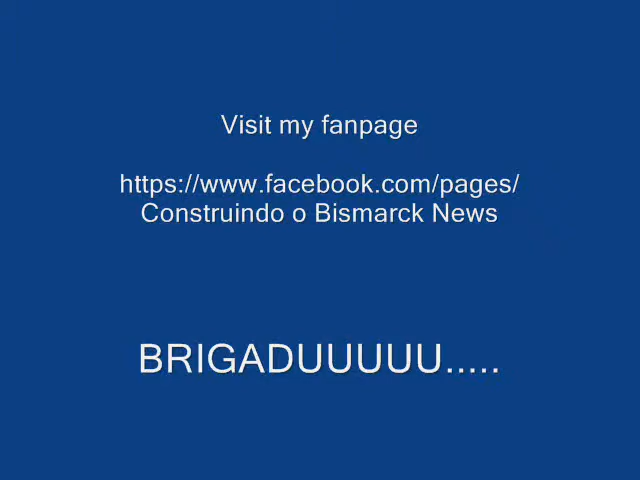 Visit my fanpage
https://www.facebook.com/pages/
Construindo o Bismarck News
BRIGADUUUUU.....